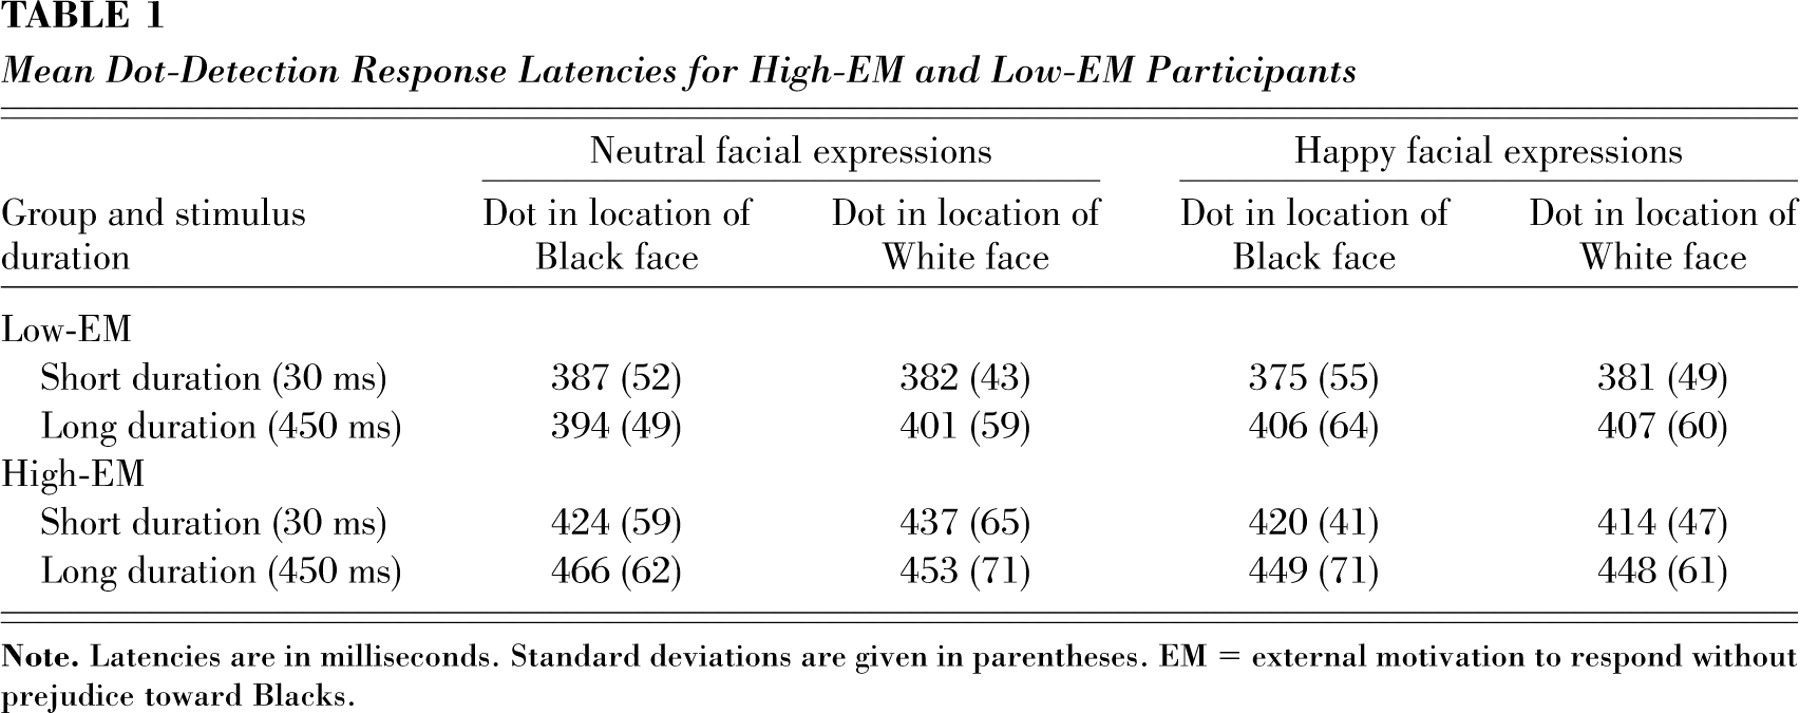 TABLE 1
Mean Dot-Detection Response Latencies for High-EM and Low-EM Participants
Neutral facial expressions Happy facial expressions
Group and stimulus Dot in location of Dot in location of Dot in location of Dot in location of
duration Black face White face Black face White face
Low-EM
Short duration (30 ms) 387 (52) 382 (43) 375 (55) 381 (49)
Long duration (450 ms) 394 (49) 401 (59) 406 (64) 407 (60)
High-EM
Short duration (30 ms) 424 (59) 437 (65) 420 (41) 414 (47)
Long duration (450 ms) 466 (62) 453 (71) 449 (71) 448 (61)
Note. Latencies are in milliseconds. Standard deviations are given in parentheses. EM = external motivation to respond without
prejudice toward Blacks.